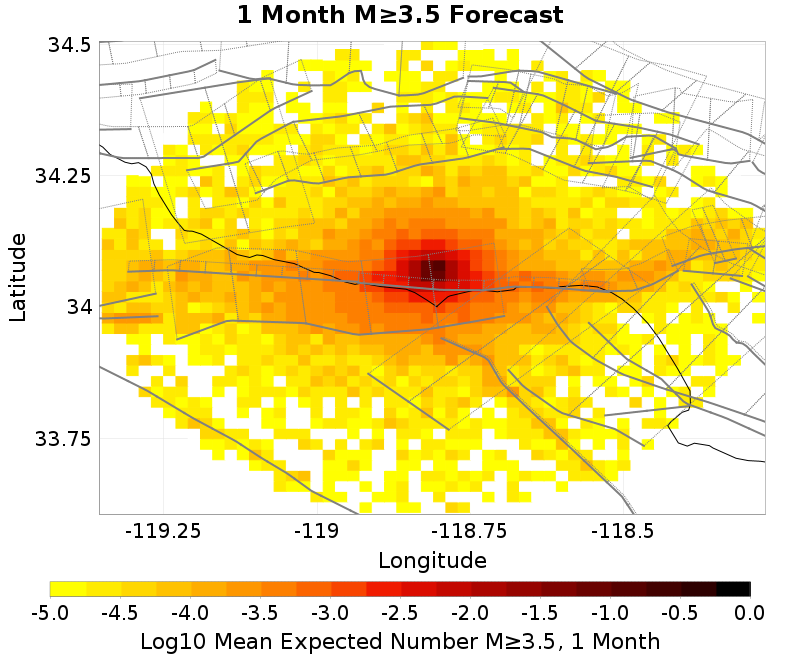 1 Month M≥3.5 Forecast
34.5
34.25
34
33.75
Latitude
-119.25 -119 -118.75 -118.5
Longitude
-5.0 -4.5 -4.0 -3.5 -3.0 -2.5 -2.0 -1.5 -1.0 -0.5 0.0
Log10 Mean Expected Number M≥3.5, 1 Month